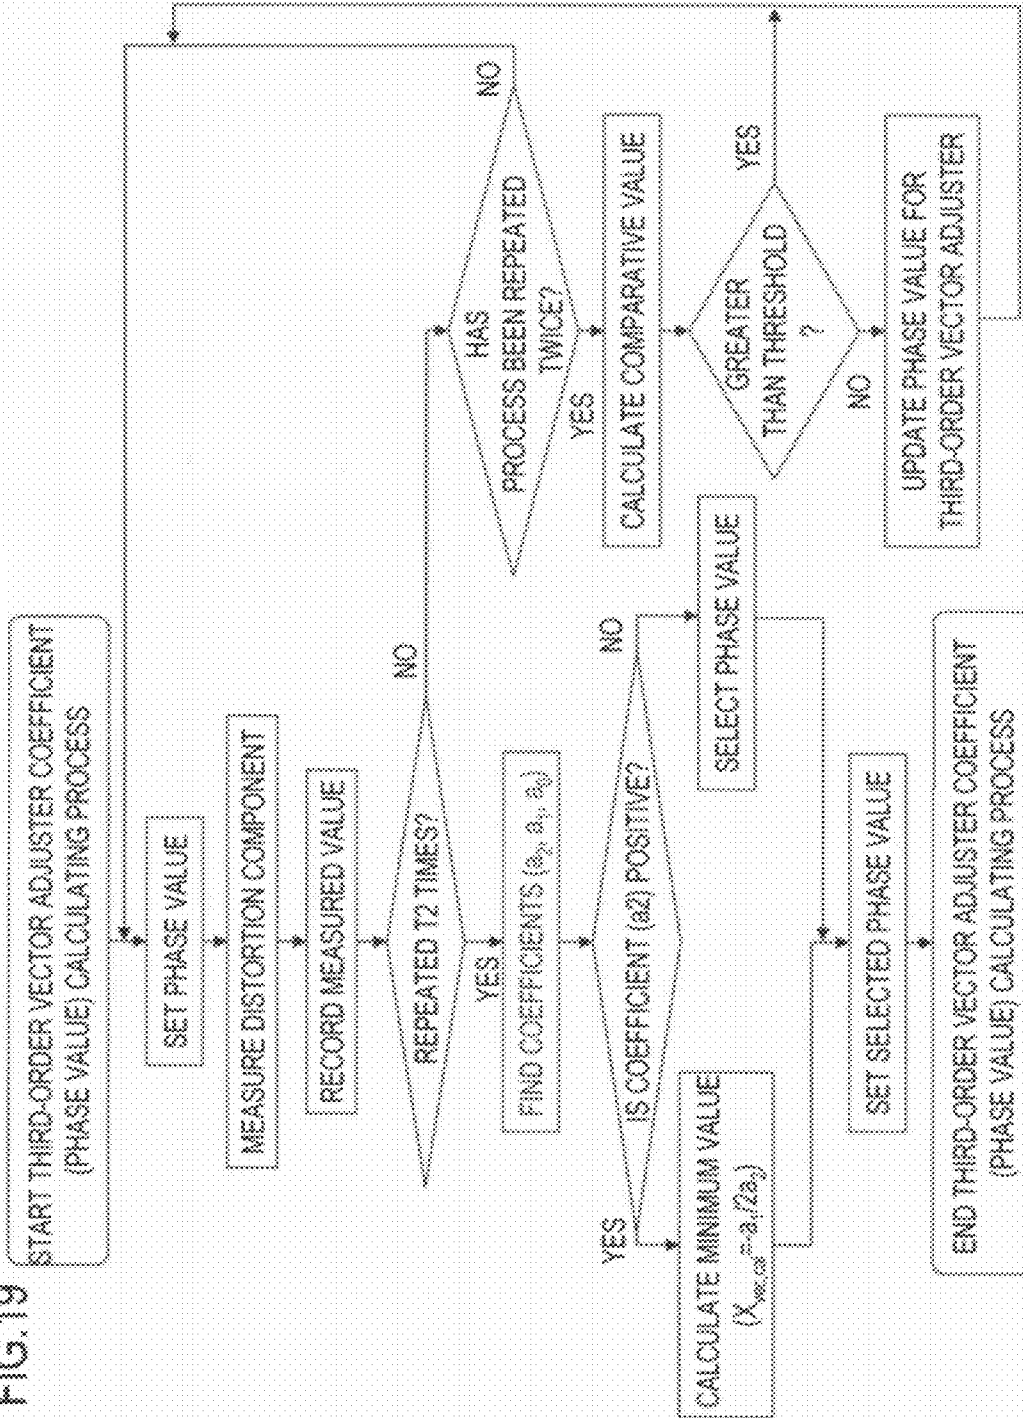 FIG.19
START THIRD-ORDER VECTOR ADJUSTER COEFFICIENT
(PHASE VALUE) CALCULATING PROCESS
SET PHASE VALUE
MEASURE DISTORTION COMPONENT
RECORD MEASURED VALUE
REPEATED T2 TIMES?
NO
YES
HAS
PROCESS BEEN REPEATED
TWICE?
NO
YES
CALCULATE COMPARATIVE VALUE
GREATER
THAN THRESHOLD
?
YES
NO
UPDATE PHASE VALUE FOR
THIRD-ORDER VECTOR ADJUSTER
FIND COEFFICIENTS (a₂, a₁, a₀)
IS COEFFICIENT (a2) POSITIVE?
YES
NO
CALCULATE MINIMUM VALUE
SELECT PHASE VALUE
SET SELECTED PHASE VALUE
END THIRD-ORDER VECTOR ADJUSTER COEFFICIENT
(PHASE VALUE) CALCULATING PROCESS